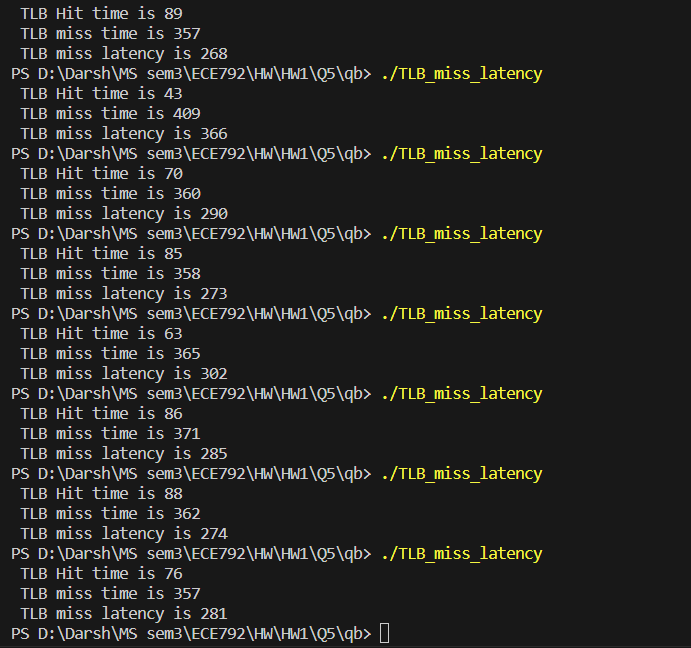 TLB Hit time is 89
TLB miss time is 357
TLB miss latency is 268
PS D:\Darsh\MS sem3\ECE792\HW\HW1\Q5\qb> ./TLB_miss_latency
TLB Hit time is 43
TLB miss time is 409
TLB miss latency is 366
PS D:\Darsh\MS sem3\ECE792\HW\HW1\Q5\qb> ./TLB_miss_latency
TLB Hit time is 70
TLB miss time is 360
TLB miss latency is 290
PS D:\Darsh\MS sem3\ECE792\HW\HW1\Q5\qb> ./TLB_miss_latency
TLB Hit time is 85
TLB miss time is 358
TLB miss latency is 273
PS D:\Darsh\MS sem3\ECE792\HW\HW1\Q5\qb> ./TLB_miss_latency
TLB Hit time is 63
TLB miss time is 365
TLB miss latency is 302
PS D:\Darsh\MS sem3\ECE792\HW\HW1\Q5\qb> ./TLB_miss_latency
TLB Hit time is 86
TLB miss time is 371
TLB miss latency is 285
PS D:\Darsh\MS sem3\ECE792\HW\HW1\Q5\qb> ./TLB_miss_latency
TLB Hit time is 88
TLB miss time is 362
TLB miss latency is 274
PS D:\Darsh\MS sem3\ECE792\HW\HW1\Q5\qb> ./TLB_miss_latency
TLB Hit time is 76
TLB miss time is 357
TLB miss latency is 281
PS D:\Darsh\MS sem3\ECE792\HW\HW1\Q5\qb>